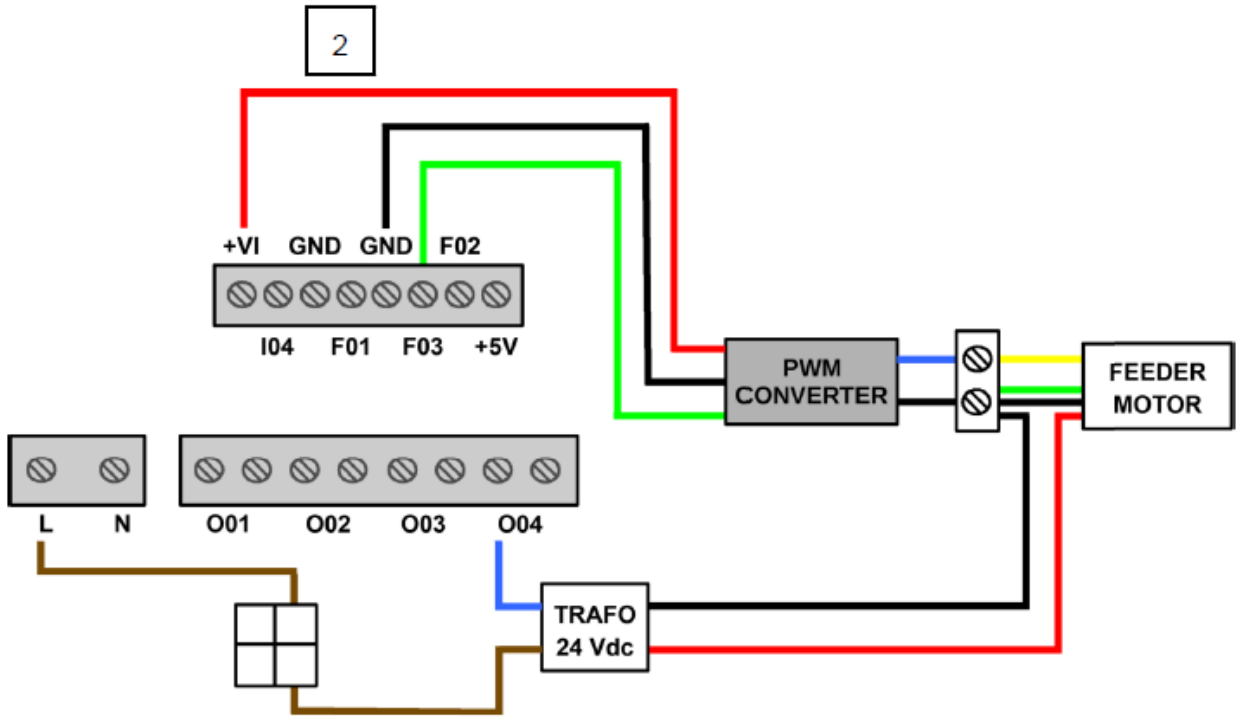 2
+VI GND GND F02
I04 F01 F03 +5V
PWM
CONVERTER
FEEDER
MOTOR
L N O01 O02 O03 O04
TRAFO
24 Vdc